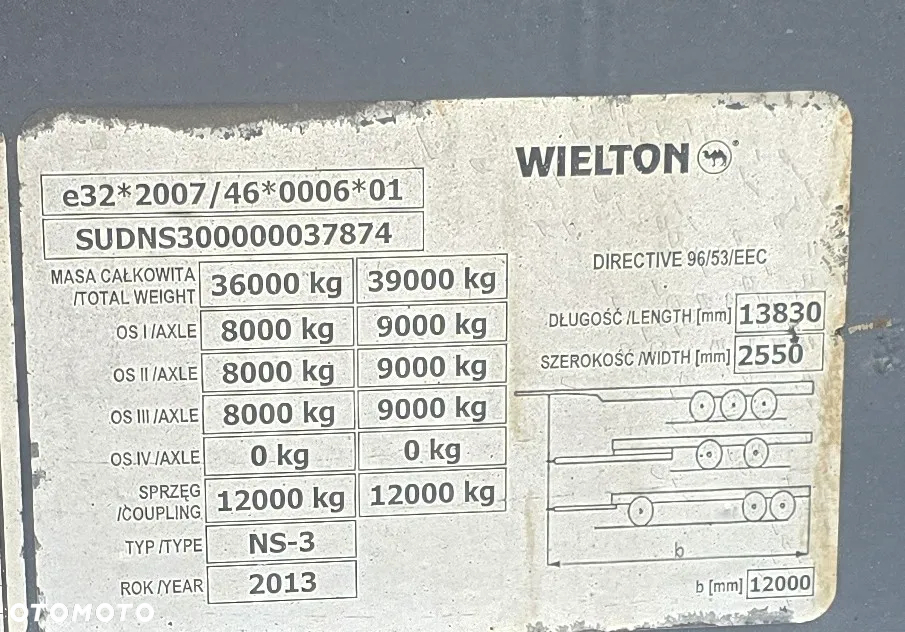 WIELTON
e32*2007/46*0006*01
SUDNS300000037874
DIRECTIVE 96/53/EEC
MASA CAŁKOWITA
/TOTAL WEIGHT 36000 kg 39000 kg
OS I /AXLE 8000 kg 9000 kg
OS II /AXLE 8000 kg 9000 kg
OS III /AXLE 8000 kg 9000 kg
OS.IV /AXLE 0 kg 0 kg
SPRZĘG
/COUPLING 12000 kg 12000 kg
TYP /TYPE NS-3
ROK /YEAR 2013
DŁUGOŚĆ /LENGTH [mm] 13830
SZEROKOŚĆ /WIDTH [mm] 2550
b
b [mm] 12000
OTOMOTO